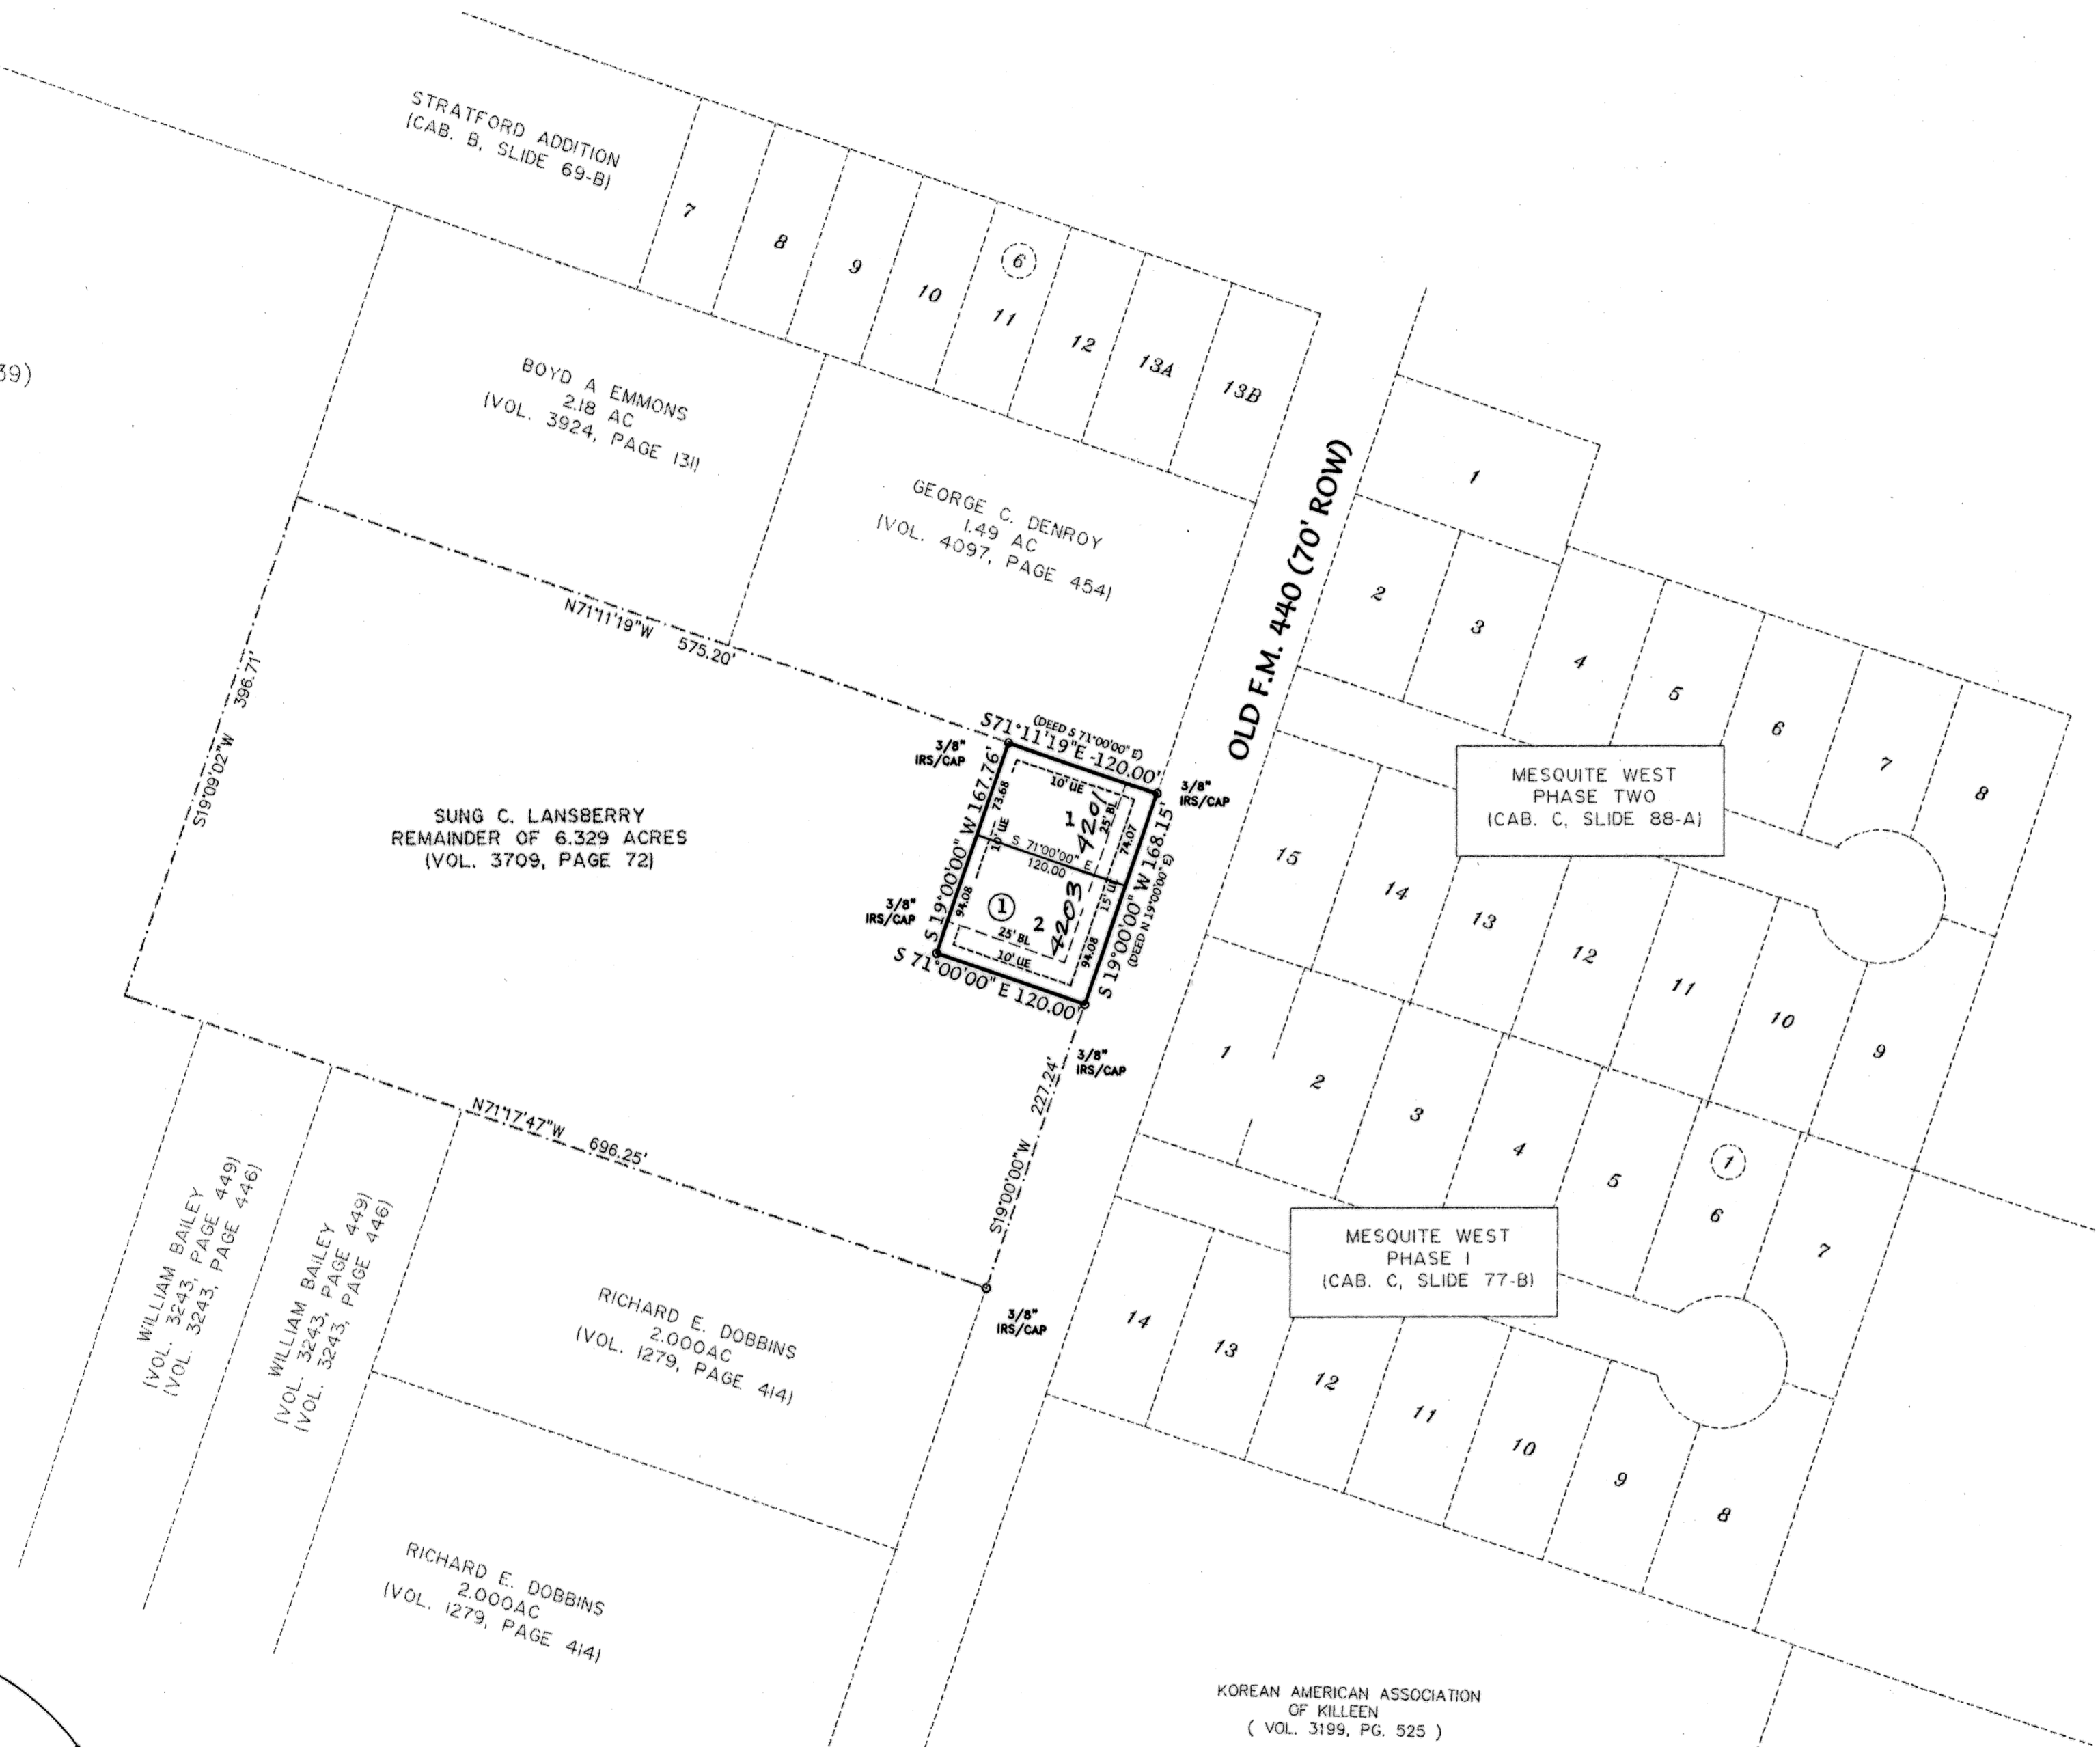 STRATFORD ADDITION
(CAB. B, SLIDE 69-B)
7
8
9
10
6
11
12
13A
13B
39)
BOYD A EMMONS
2.18 AC
(VOL. 3924, PAGE 131)
GEORGE C. DENROY
1.49 AC
(VOL. 4097, PAGE 454)
OLD F.M. 440 (70' ROW)
N71°11'19"W 575.20'
S19°09'02"W 396.71'
SUNG C. LANSBERRY
REMAINDER OF 6.329 ACRES
(VOL. 3709, PAGE 72)
(DEED S 71°00'00" E)
S71°11'19"E -120.00'
3/8"
IRS/CAP
3/8"
IRS/CAP
S 19°00'00" W 167.76'
73.68
10' UE
10' UE
1
4201
25' BL
74.07
S 71°00'00" E
120.00
S 19°00'00" W 168.15'
(DEED N 19°00'00" E)
15' UE
94.08
1
2
4203
25' BL
10' UE
94.08
3/8"
IRS/CAP
S 71°00'00" E 120.00'
3/8"
IRS/CAP
S19°00'00"W 227.24'
3/8"
IRS/CAP
N71°17'47"W 696.25'
WILLIAM BAILEY
(VOL. 3243, PAGE 449)
(VOL. 3243, PAGE 446)
WILLIAM BAILEY
(VOL. 3243, PAGE 449)
(VOL. 3243, PAGE 446)
RICHARD E. DOBBINS
2.000AC
(VOL. 1279, PAGE 414)
RICHARD E. DOBBINS
2.000AC
(VOL. 1279, PAGE 414)
1
2
3
4
5
6
7
8
MESQUITE WEST
PHASE TWO
(CAB. C, SLIDE 88-A)
15
14
13
12
11
10
9
1
2
3
4
5
1
6
7
MESQUITE WEST
PHASE I
(CAB. C, SLIDE 77-B)
14
13
12
11
10
9
8
KOREAN AMERICAN ASSOCIATION
OF KILLEEN
( VOL. 3199, PG. 525 )